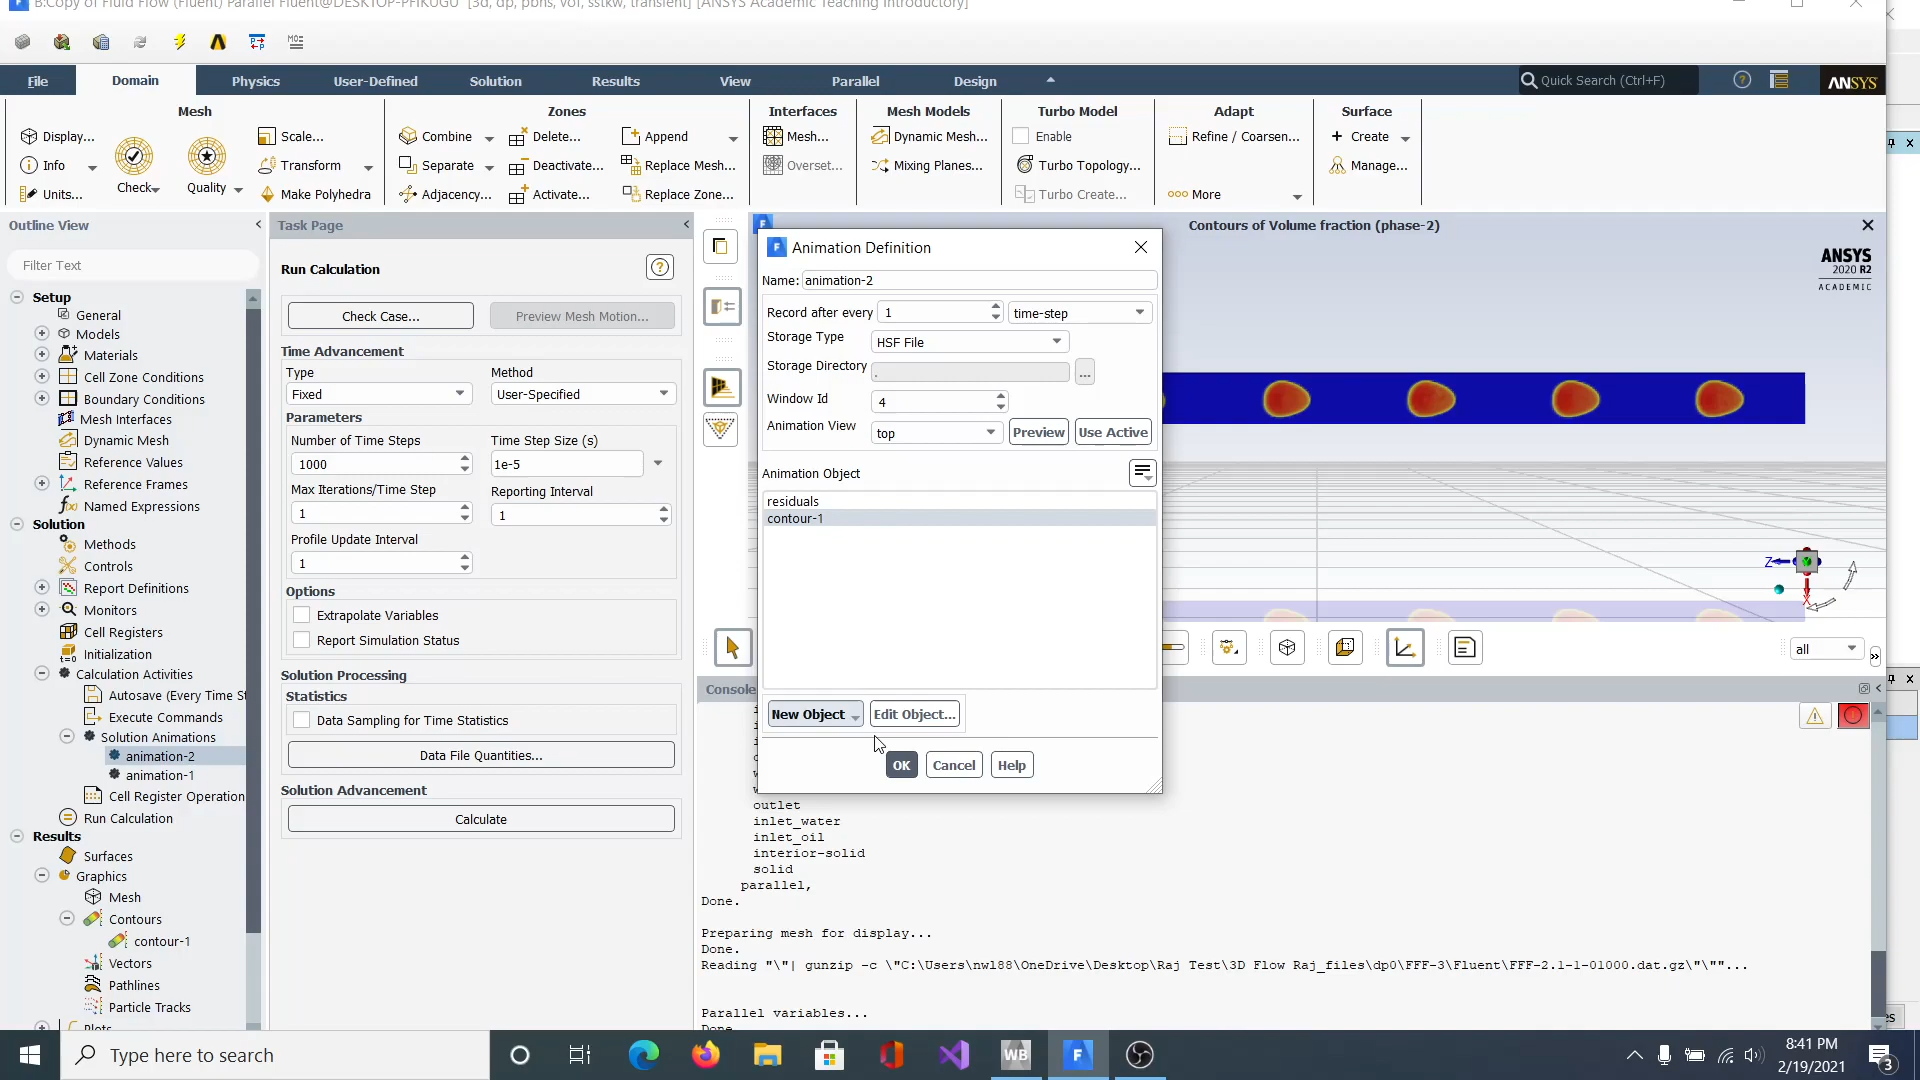 B:Copy of Fluid Flow (Fluent) Parallel Fluent@DESKTOP-PFIKUGU [3d, dp, pbns, vof, sstkw, transient] [ANSYS Academic Teaching Introductory]
File Domain Physics User-Defined Solution Results View Parallel Design Quick Search (Ctrl+F) ANSYS
Mesh Zones Interfaces Mesh Models Turbo Model Adapt Surface
Display... Scale... Combine Delete... Append Mesh... Dynamic Mesh... Enable Refine / Coarsen... + Create
Info Check Quality Transform Separate Deactivate... Replace Mesh... Overset... Mixing Planes... Turbo Topology... Manage...
Units... Make Polyhedra Adjacency... Activate... Replace Zone... Turbo Create... More
Outline View
Filter Text
Setup
General
Models
Materials
Cell Zone Conditions
Boundary Conditions
Mesh Interfaces
Dynamic Mesh
Reference Values
Reference Frames
Named Expressions
Solution
Methods
Controls
Report Definitions
Monitors
Cell Registers
Initialization
Calculation Activities
Autosave (Every Time St
Execute Commands
Solution Animations
animation-2
animation-1
Cell Register Operation
Run Calculation
Results
Surfaces
Graphics
Mesh
Contours
contour-1
Vectors
Pathlines
Particle Tracks
Plots
Task Page
Run Calculation
Check Case... Preview Mesh Motion...
Time Advancement
Type Method
Fixed User-Specified
Parameters
Number of Time Steps Time Step Size (s)
1000 1e-5
Max Iterations/Time Step Reporting Interval
1 1
Profile Update Interval
1
Options
Extrapolate Variables
Report Simulation Status
Solution Processing
Statistics
Data Sampling for Time Statistics
Data File Quantities...
Solution Advancement
Calculate
Animation Definition
Name: animation-2
Record after every 1 time-step
Storage Type HSF File
Storage Directory . ...
Window Id 4
Animation View top Preview Use Active
Animation Object
residuals
contour-1
New Object Edit Object...
OK Cancel Help
Contours of Volume fraction (phase-2)
ANSYS
2020 R2
ACADEMIC
Z
X
all
Console
outlet
inlet_water
inlet_oil
interior-solid
solid
parallel,
Done.
Preparing mesh for display...
Done.
Reading "\"| gunzip -c \"C:\Users\nwl88\OneDrive\Desktop\Raj Test\3D Flow Raj_files\dp0\FFF-3\Fluent\FFF-2.1-1-01000.dat.gz\"\""...
Parallel variables...
Done.
Type here to search
WB
F
8:41 PM
2/19/2021
3